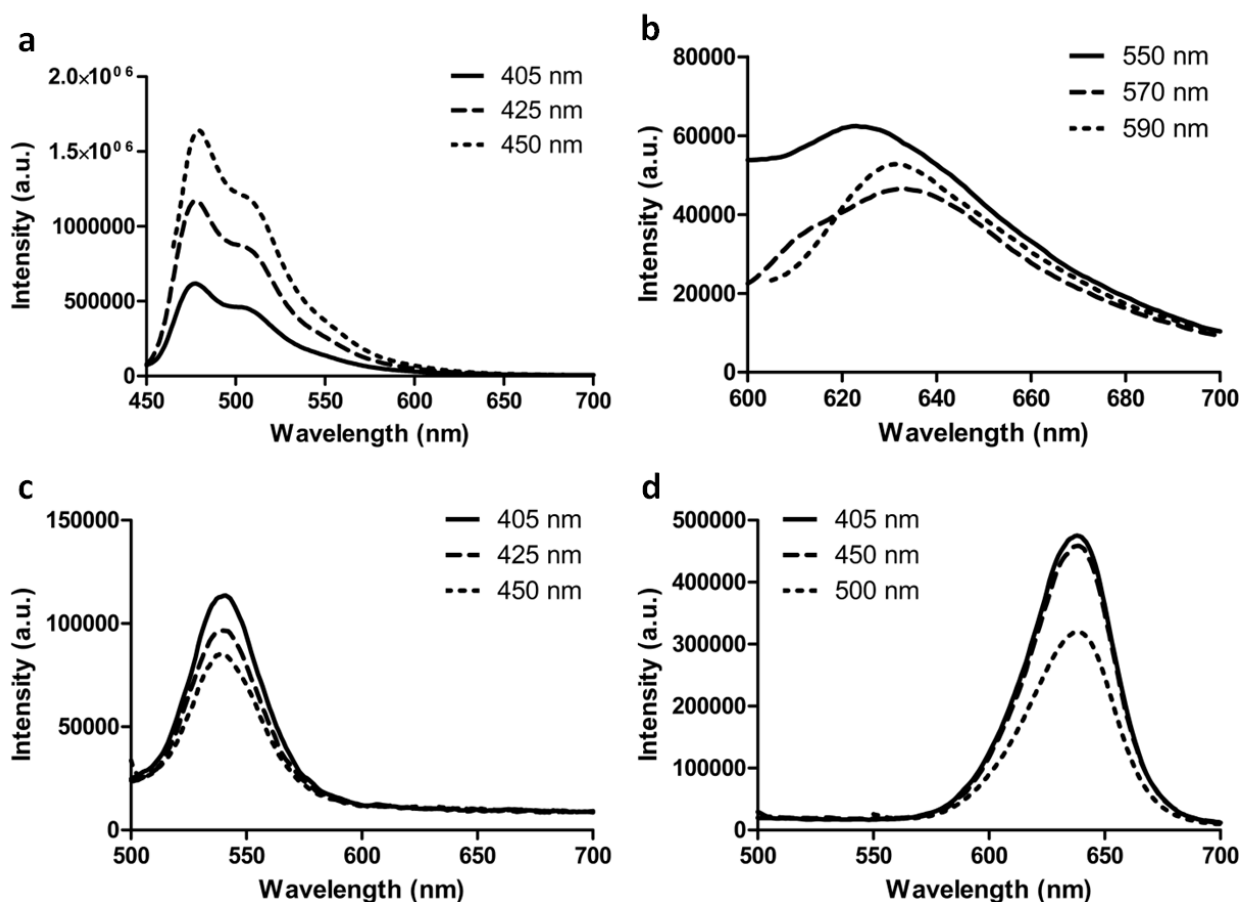 a
2.0×10⁰⁶
1.5×10⁰⁶
1000000
500000
0
Intensity (a.u.)
450 500 550 600 650 700
Wavelength (nm)
405 nm
425 nm
450 nm
b
80000
60000
40000
20000
0
Intensity (a.u.)
600 620 640 660 680 700
Wavelength (nm)
550 nm
570 nm
590 nm
c
150000
100000
50000
0
Intensity (a.u.)
500 550 600 650 700
Wavelength (nm)
405 nm
425 nm
450 nm
d
500000
400000
300000
200000
100000
0
Intensity (a.u.)
500 550 600 650 700
Wavelength (nm)
405 nm
450 nm
500 nm